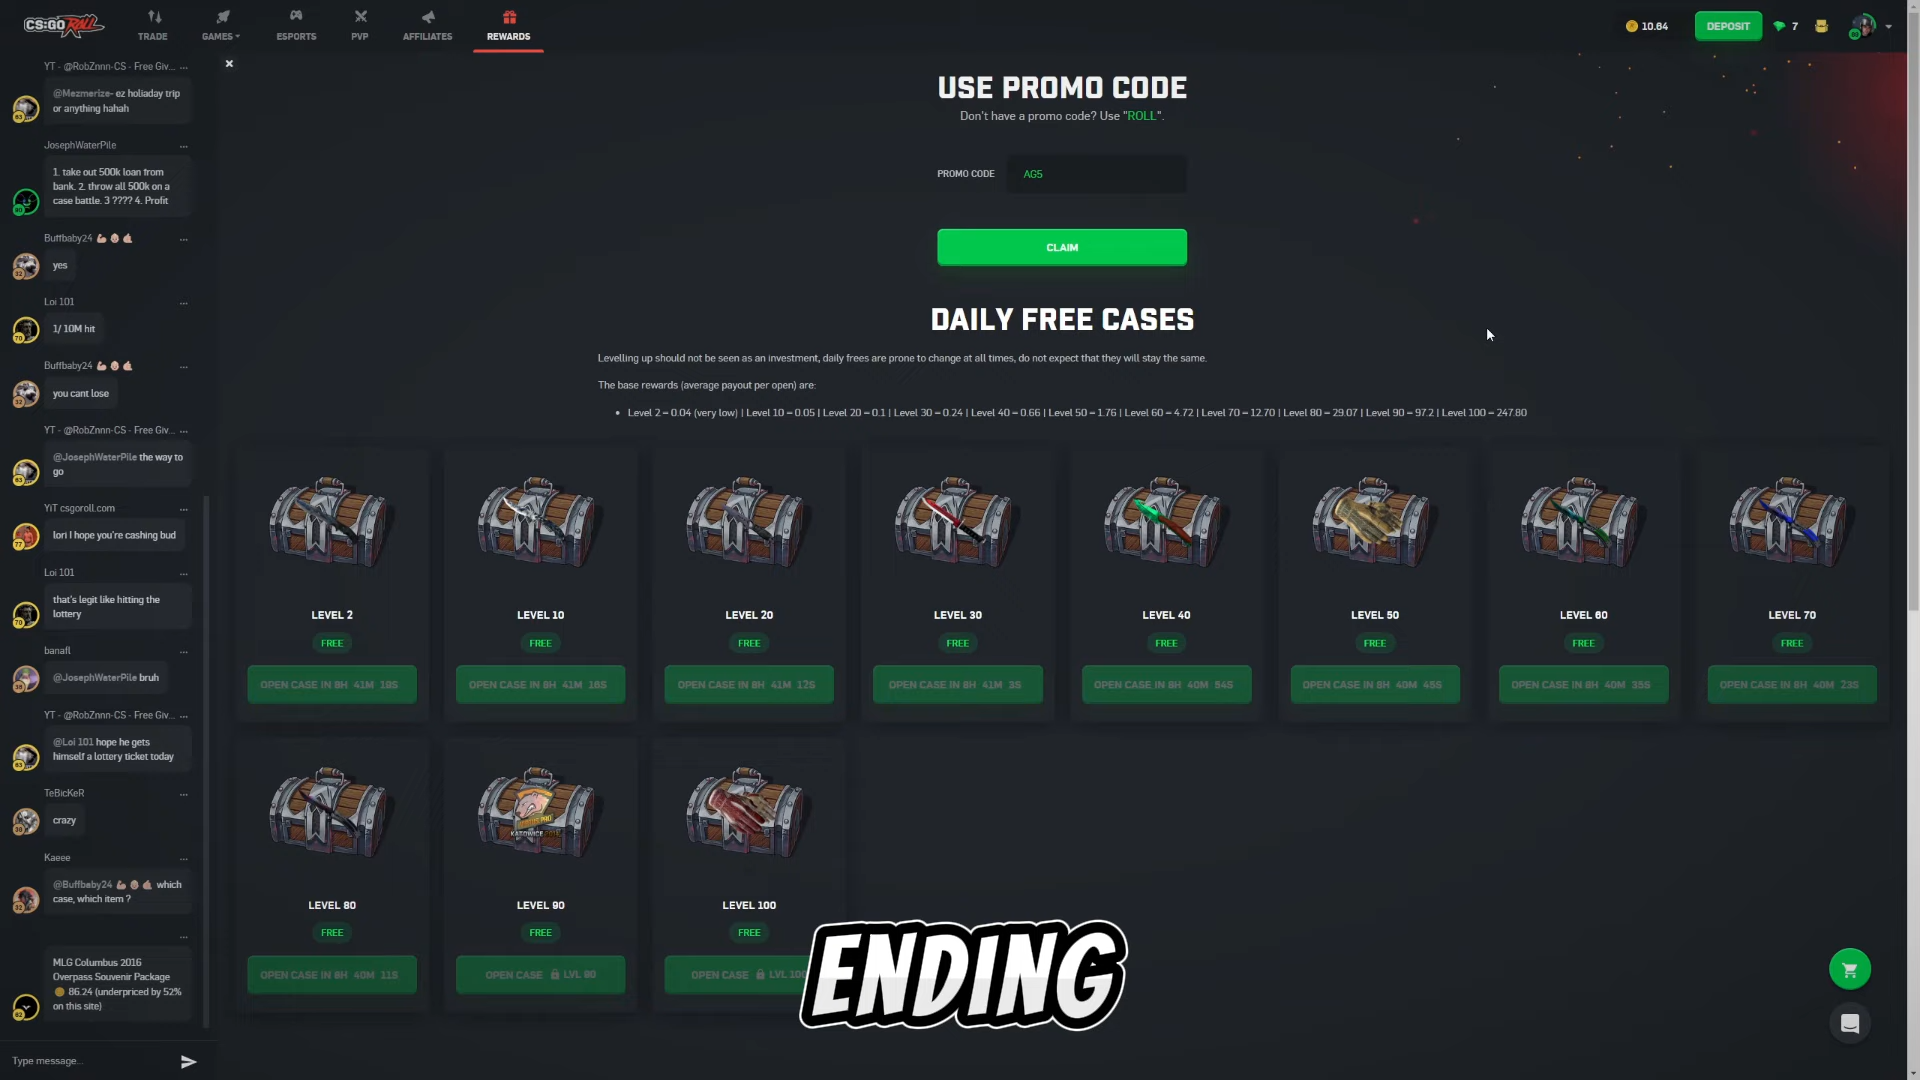 CS:GO ROLL
TRADE
GAMES
ESPORTS
PVP
AFFILIATES
REWARDS
10.64
DEPOSIT
7
YT - @RobZnnn-CS - Free Giv... ...
@Mezmerize- ez holiaday trip
or anything hahah
63
JosephWaterPile ...
1. take out 500k loan from
bank. 2. throw all 500k on a
case battle. 3 ???? 4. Profit
Buffbaby24 💪🏼👴🏼🤙🏼 ...
yes
32
Loi 101 ...
1/ 10M hit
70
Buffbaby24 💪🏼👴🏼🤙🏼 ...
you cant lose
32
YT - @RobZnnn-CS - Free Giv... ...
@JosephWaterPile the way to
go
63
YiT csgoroll.com ...
lori I hope you're cashing bud
77
Loi 101 ...
that's legit like hitting the
lottery
70
banafl ...
@JosephWaterPile bruh
YT - @RobZnnn-CS - Free Giv... ...
@Loi 101 hope he gets
himself a lottery ticket today
63
TeBicKeR ...
crazy
Kaeee ...
@Buffbaby24 💪🏼👴🏼🤙🏼 which
case, which item ?
32
...
MLG Columbus 2016
Overpass Souvenir Package
86.24 (underpriced by 52%
on this site)
62
Type message...
USE PROMO CODE
Don't have a promo code? Use "ROLL".
PROMO CODE
AG5
CLAIM
DAILY FREE CASES
Levelling up should not be seen as an investment, daily frees are prone to change at all times, do not expect that they will stay the same.
The base rewards (average payout per open) are:
• Level 2 = 0.04 (very low) | Level 10 = 0.05 | Level 20 = 0.1 | Level 30 = 0.24 | Level 40 = 0.66 | Level 50 = 1.76 | Level 60 = 4.72 | Level 70 = 12.70 | Level 80 = 29.07 | Level 90 = 97.2 | Level 100 = 247.80
LEVEL 2
FREE
OPEN CASE IN 8H 41M 19S
LEVEL 10
FREE
OPEN CASE IN 8H 41M 16S
LEVEL 20
FREE
OPEN CASE IN 8H 41M 12S
LEVEL 30
FREE
OPEN CASE IN 8H 41M 3S
LEVEL 40
FREE
OPEN CASE IN 8H 40M 54S
LEVEL 50
FREE
OPEN CASE IN 8H 40M 45S
LEVEL 60
FREE
OPEN CASE IN 8H 40M 35S
LEVEL 70
FREE
OPEN CASE IN 8H 40M 23S
LEVEL 80
FREE
OPEN CASE IN 8H 40M 11S
KATOWICE 2015
LEVEL 90
FREE
OPEN CASE LVL 90
LEVEL 100
FREE
OPEN CASE LVL 100
ENDING